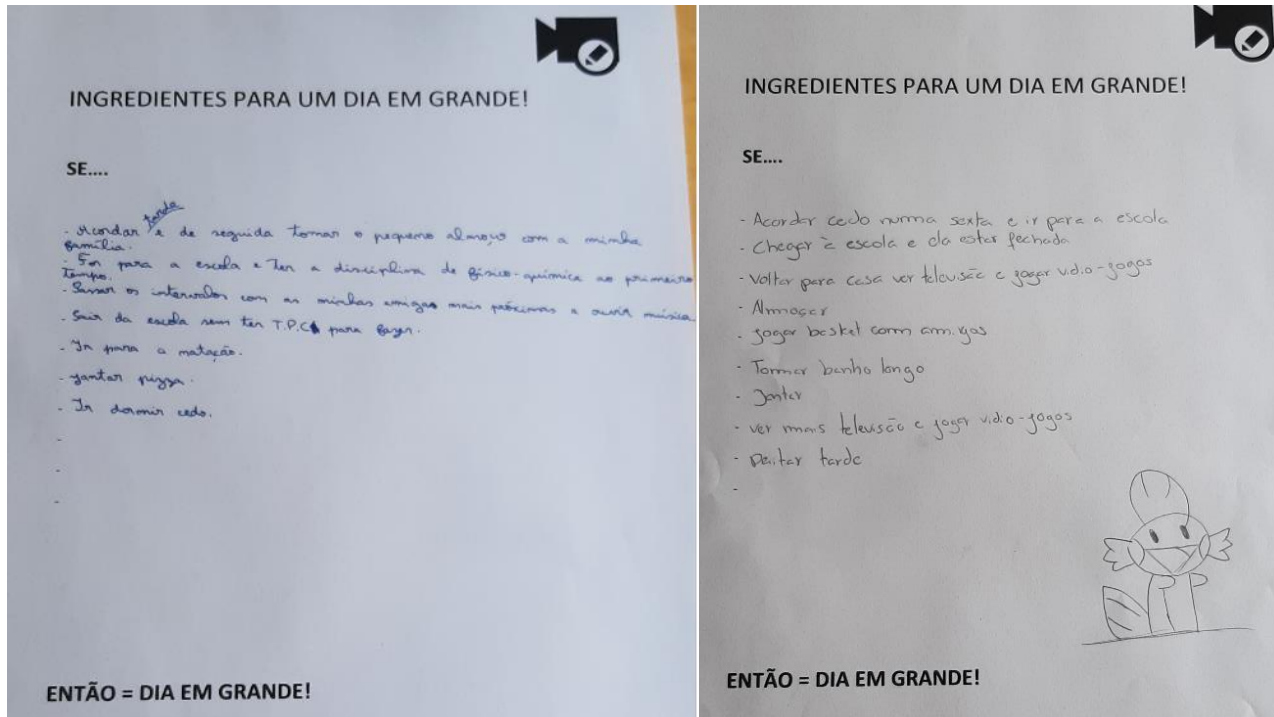 INGREDIENTES PARA UM DIA EM GRANDE!
SE....
tarde
- Acordar e de seguida tomar o pequeno almoço com a minha
família.
- para a escola e ter a disciplina de físico-química ao primeiro
tempo.
- Passar os intervalos com as minhas amigas mais próximas a ouvir música
- Sair da escola sem ter T.P.C para fazer.
- Ir para a natação.
- Jantar pizza.
- Ir dormir cedo.
-
-
-
ENTÃO = DIA EM GRANDE!
INGREDIENTES PARA UM DIA EM GRANDE!
SE....
- Acordar cedo numa sexta e ir para a escola
- Chegar à escola e ela estar fechada
- Voltar para casa ver televisão e jogar vidio-jogos
- Almoçar
- Jogar basket com amigos
- Tormar banho longo
- Jantar
- ver mais televisão e jogar vidio-jogos
- Deitar tarde
-
ENTÃO = DIA EM GRANDE!